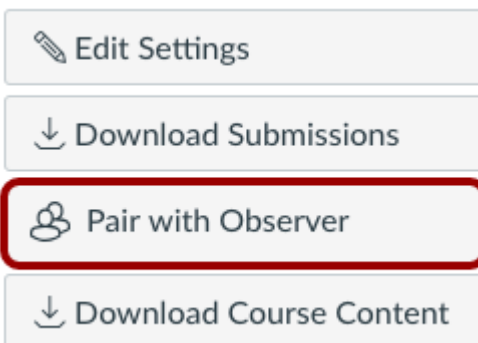 Edit Settings
Download Submissions
Pair with Observer
Download Course Content